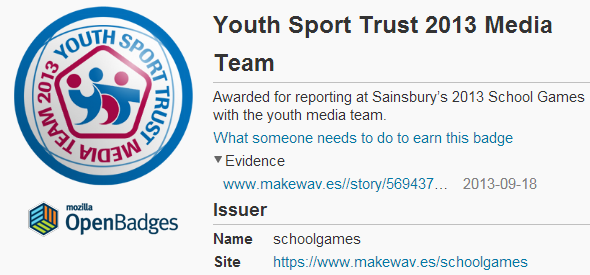 YOUTH SPORT TRUST
MEDIA TEAM 2013
mozilla
OpenBadges
Youth Sport Trust 2013 Media
Team
Awarded for reporting at Sainsbury's 2013 School Games
with the youth media team.
What someone needs to do to earn this badge
Evidence
www.makewav.es//story/569437… 2013-09-18
Issuer
Name schoolgames
Site https://www.makewav.es/schoolgames